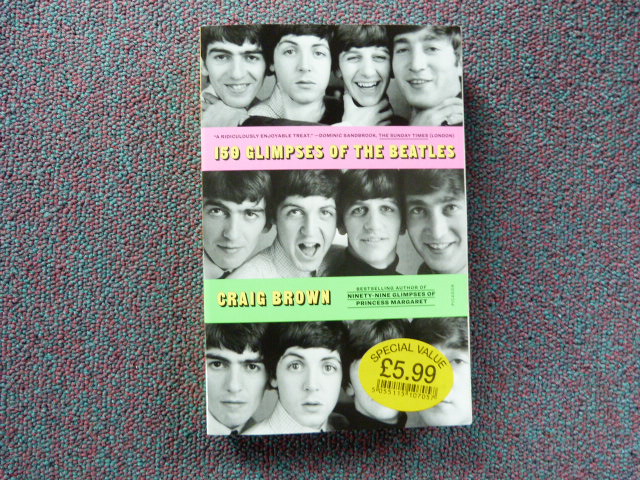 "A RIDICULOUSLY ENJOYABLE TREAT."—DOMINIC SANDBROOK, THE SUNDAY TIMES (LONDON)
150 GLIMPSES OF THE BEATLES
CRAIG BROWN
BESTSELLING AUTHOR OF
NINETY-NINE GLIMPSES OF
PRINCESS MARGARET
PICADOR
SPECIAL VALUE
£5.99